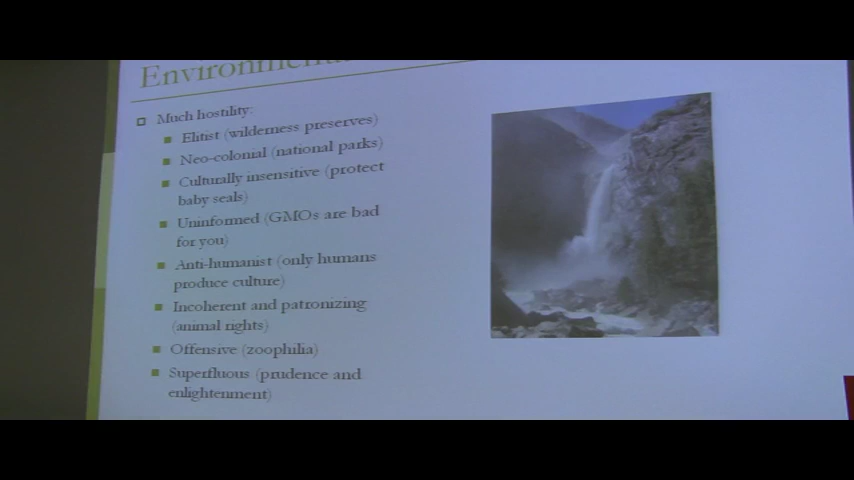 Much hostility:
Elitist (wilderness preserves)
Neo-colonial (national parks)
Culturally insensitive (protect
baby seals)
Uninformed (GMOs are bad
for you)
Anti-humanist (only humans
produce culture)
Incoherent and patronizing
(animal rights)
Offensive (zoophilia)
Superfluous (prudence and
enlightenment)